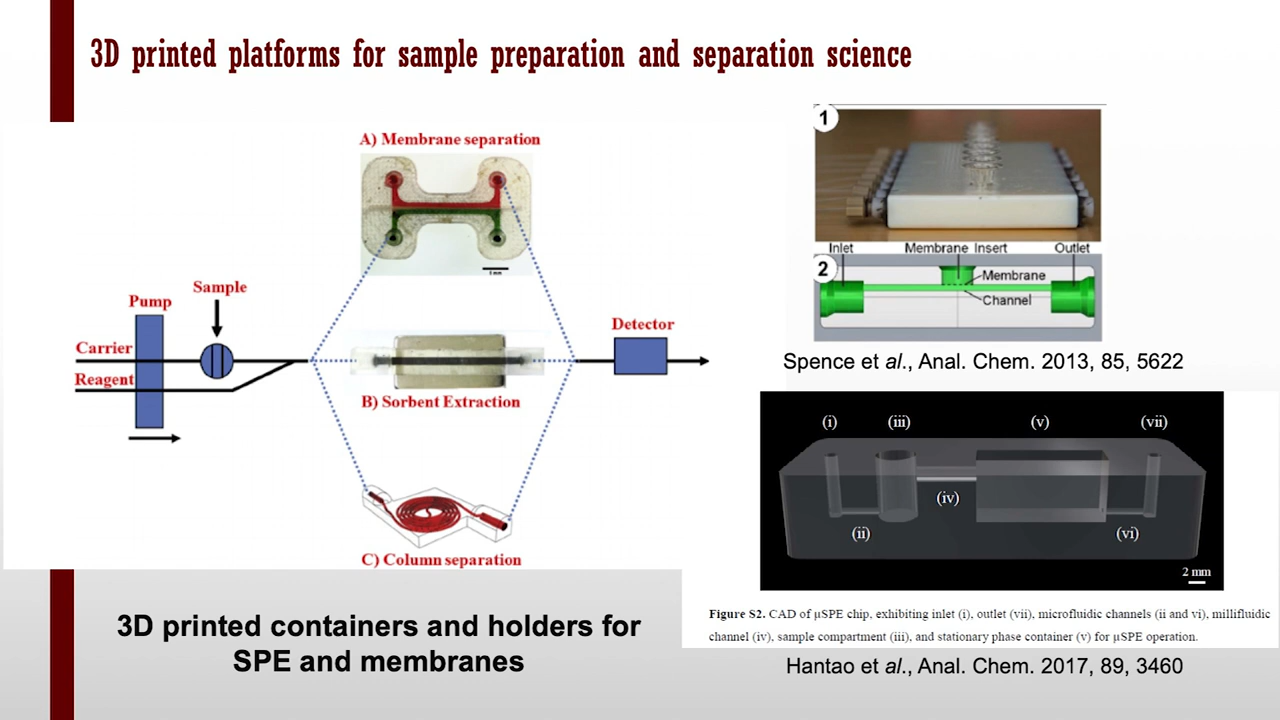 3D printed platforms for sample preparation and separation science
A) Membrane separation
1 mm
Pump
Sample
Carrier
Reagent
Detector
B) Sorbent Extraction
C) Column separation
3D printed containers and holders for
SPE and membranes
1
Inlet
Membrane Insert
Outlet
2
Membrane
Channel
Spence et al., Anal. Chem. 2013, 85, 5622
(i)
(iii)
(v)
(vii)
(iv)
(ii)
(vi)
2 mm
Figure S2. CAD of µSPE chip, exhibiting inlet (i), outlet (vii), microfluidic channels (ii and vi), millifluidic
channel (iv), sample compartment (iii), and stationary phase container (v) for µSPE operation.
Hantao et al., Anal. Chem. 2017, 89, 3460